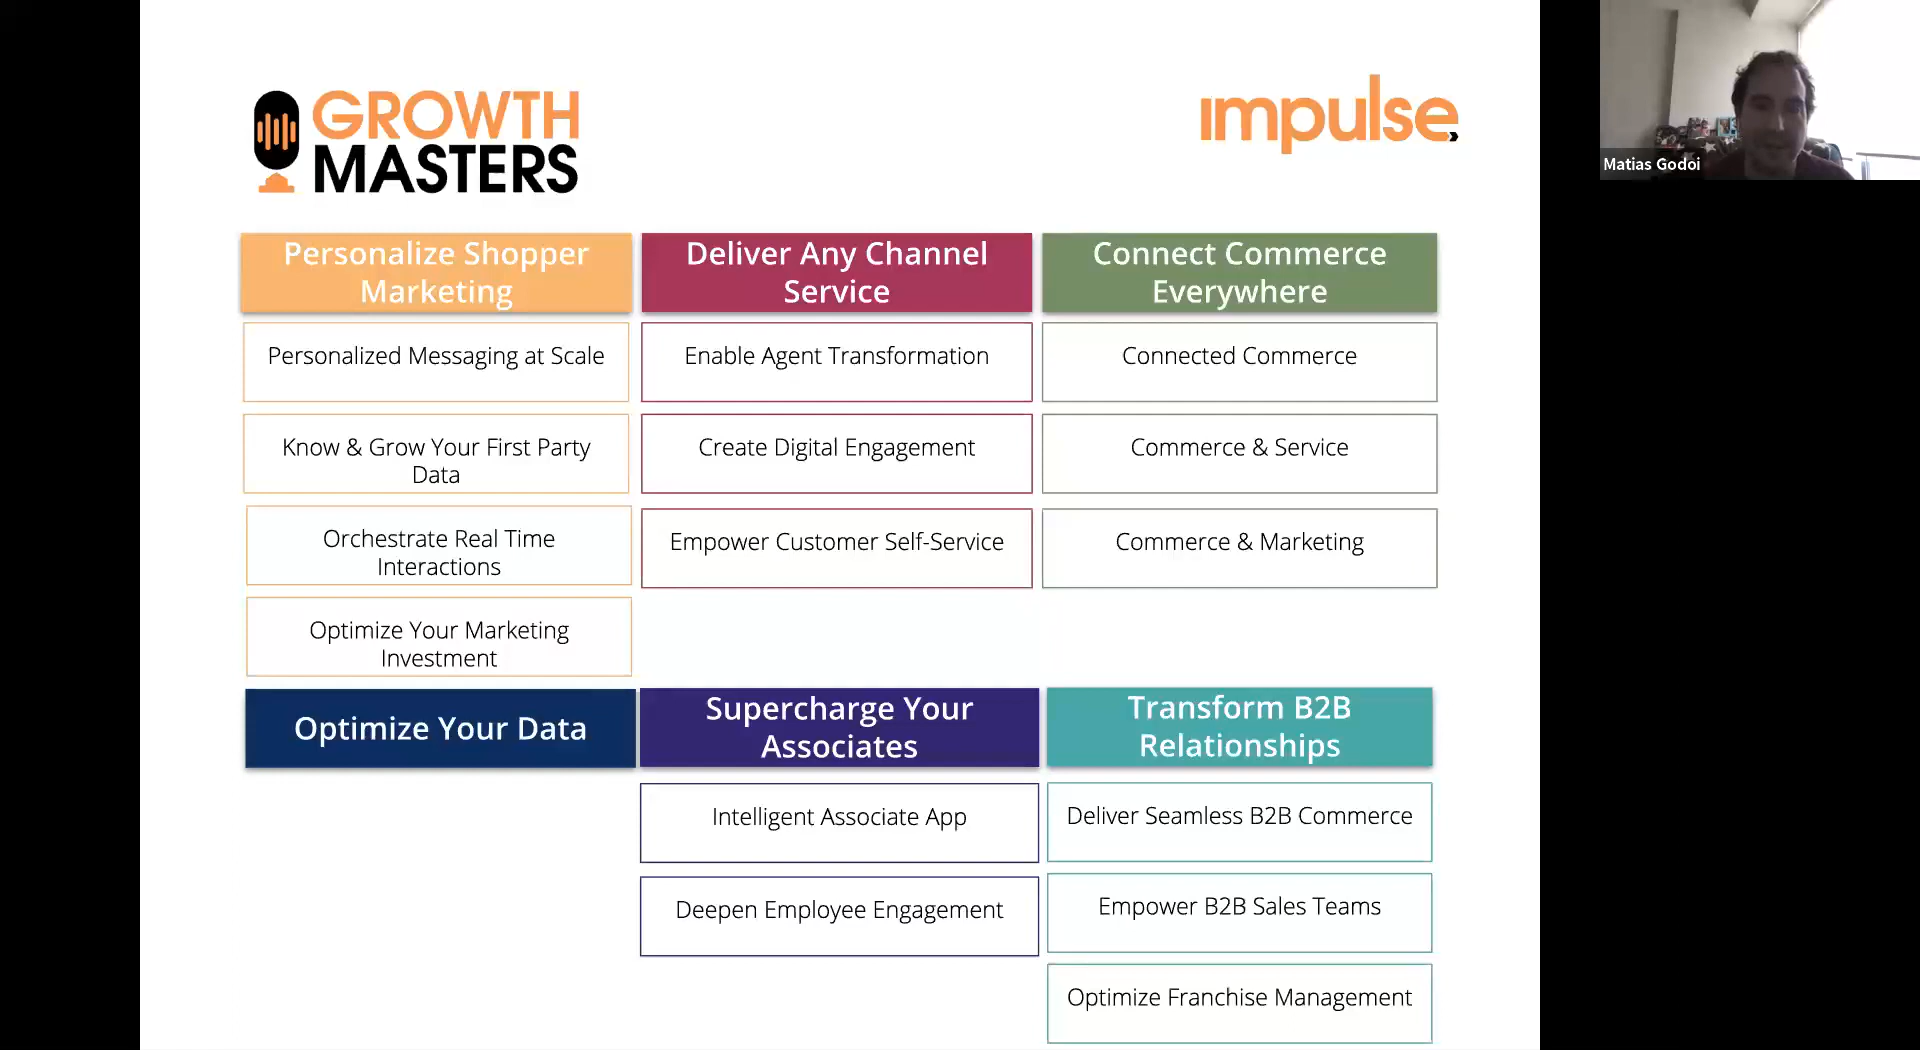 GROWTH
MASTERS
impulse
Matias Godoi
Personalize Shopper
Marketing
Personalized Messaging at Scale
Know & Grow Your First Party
Data
Orchestrate Real Time
Interactions
Optimize Your Marketing
Investment
Deliver Any Channel
Service
Enable Agent Transformation
Create Digital Engagement
Empower Customer Self-Service
Connect Commerce
Everywhere
Connected Commerce
Commerce & Service
Commerce & Marketing
Optimize Your Data
Supercharge Your
Associates
Intelligent Associate App
Deepen Employee Engagement
Transform B2B
Relationships
Deliver Seamless B2B Commerce
Empower B2B Sales Teams
Optimize Franchise Management